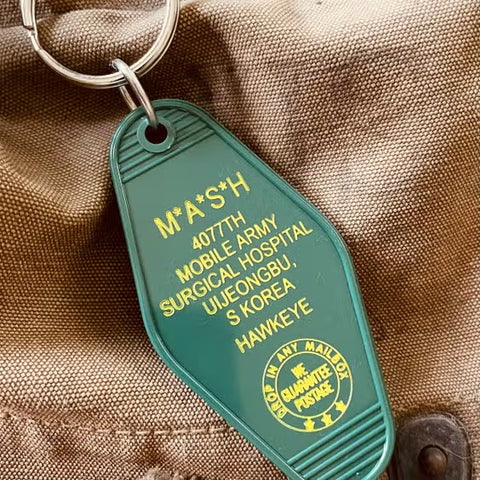 M*A*S*H
4077TH
MOBILE ARMY
SURGICAL HOSPITAL
UIJEONGBU,
S KOREA
HAWKEYE
DROP IN ANY MAILBOX
WE
GUARANTEE
POSTAGE